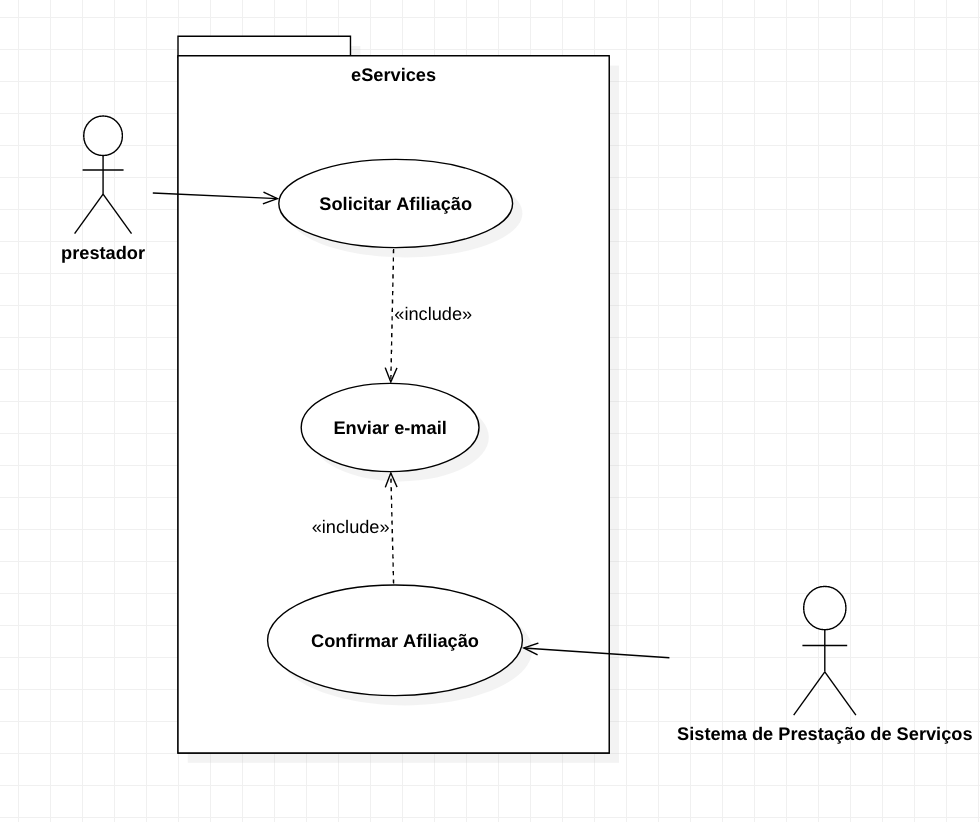 eServices
prestador
Solicitar Afiliação
«include»
Enviar e-mail
«include»
Confirmar Afiliação
Sistema de Prestação de Serviços